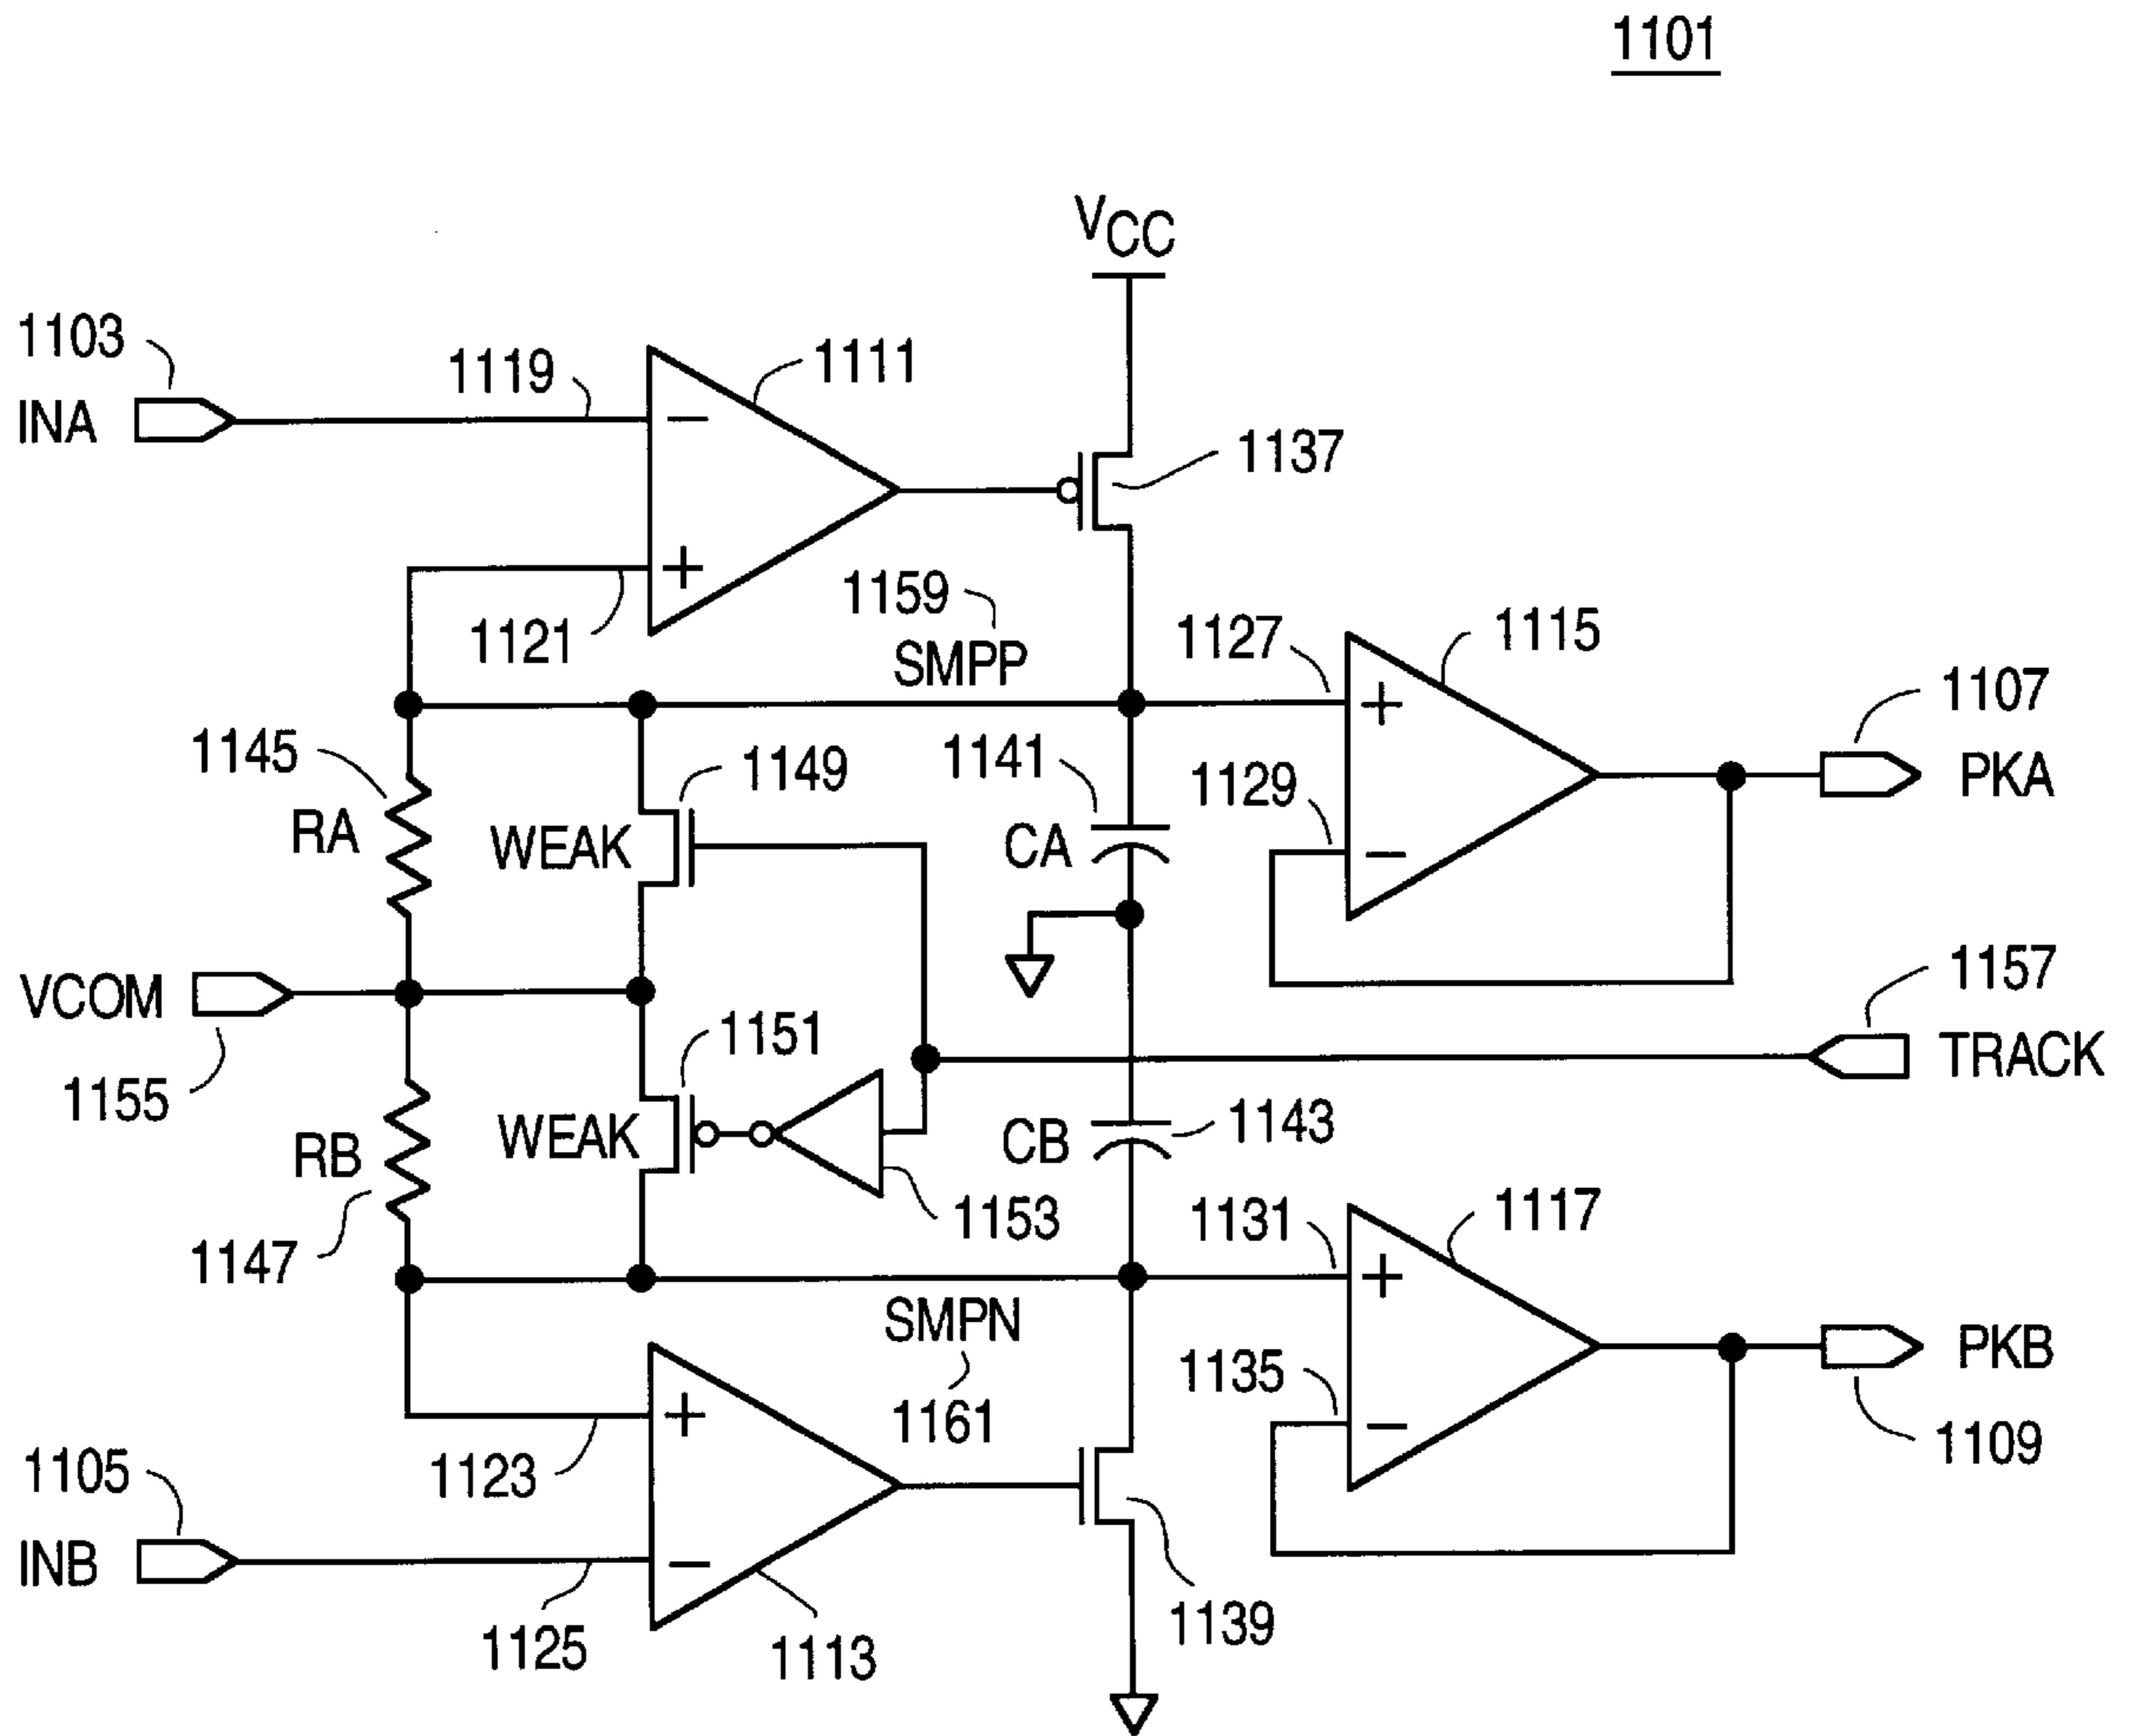 1101
VCC
1103
INA
1119
1111
−
+
1137
1121
1159
SMPP
1127
1115
+
−
1107
PKA
1129
1145
RA
1149
WEAK
1141
CA
VCOM
1155
1157
TRACK
1151
WEAK
1153
RB
1147
CB
1143
1131
1117
+
−
1135
PKB
1109
SMPN
1161
1123
+
−
1105
INB
1125
1113
1139